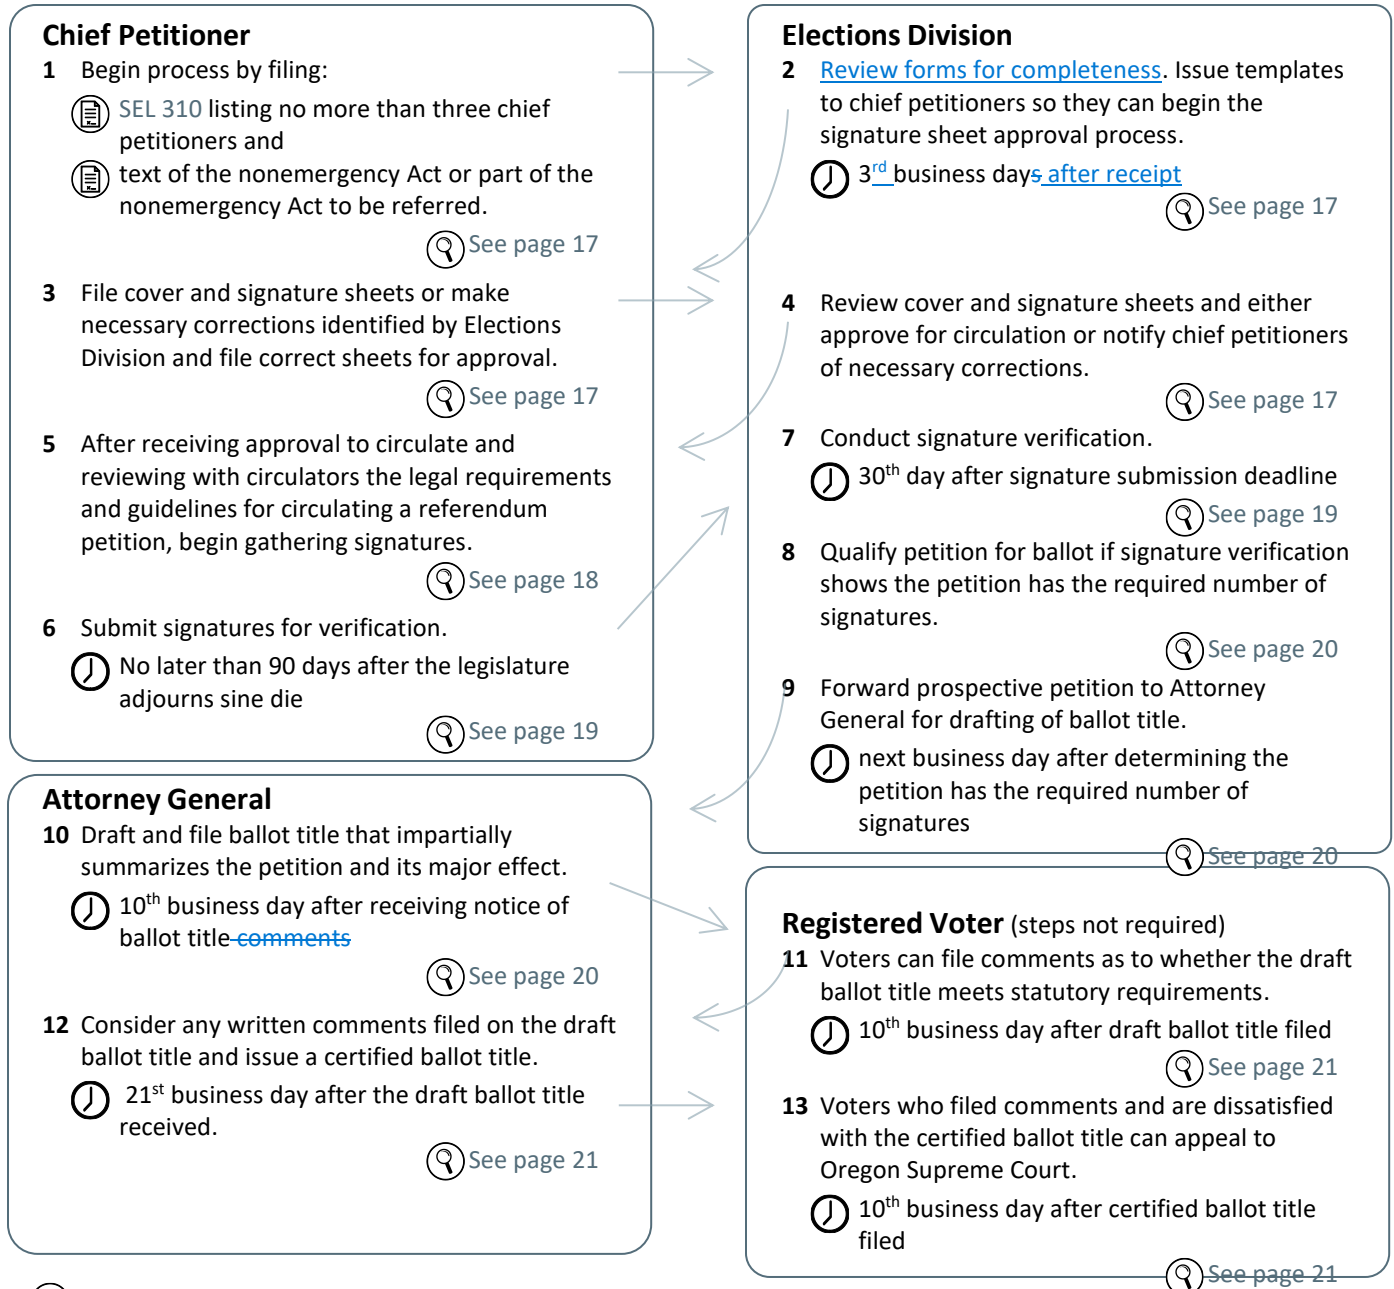 Chief Petitioner
1 Begin process by filing:
SEL 310 listing no more than three chief
petitioners and
text of the nonemergency Act or part of the
nonemergency Act to be referred.
See page 17
3 File cover and signature sheets or make
necessary corrections identified by Elections
Division and file correct sheets for approval.
See page 17
5 After receiving approval to circulate and
reviewing with circulators the legal requirements
and guidelines for circulating a referendum
petition, begin gathering signatures.
See page 18
6 Submit signatures for verification.
No later than 90 days after the legislature
adjourns sine die
See page 19
Elections Division
2 Review forms for completeness. Issue templates
to chief petitioners so they can begin the
signature sheet approval process.
3rd business days after receipt
See page 17
4 Review cover and signature sheets and either
approve for circulation or notify chief petitioners
of necessary corrections.
See page 17
7 Conduct signature verification.
30th day after signature submission deadline
See page 19
8 Qualify petition for ballot if signature verification
shows the petition has the required number of
signatures.
See page 20
9 Forward prospective petition to Attorney
General for drafting of ballot title.
next business day after determining the
petition has the required number of
signatures
See page 20
Attorney General
10 Draft and file ballot title that impartially
summarizes the petition and its major effect.
10th business day after receiving notice of
ballot title comments
See page 20
12 Consider any written comments filed on the draft
ballot title and issue a certified ballot title.
21st business day after the draft ballot title
received.
See page 21
Registered Voter (steps not required)
11 Voters can file comments as to whether the draft
ballot title meets statutory requirements.
10th business day after draft ballot title filed
See page 21
13 Voters who filed comments and are dissatisfied
with the certified ballot title can appeal to
Oregon Supreme Court.
10th business day after certified ballot title
filed
See page 21